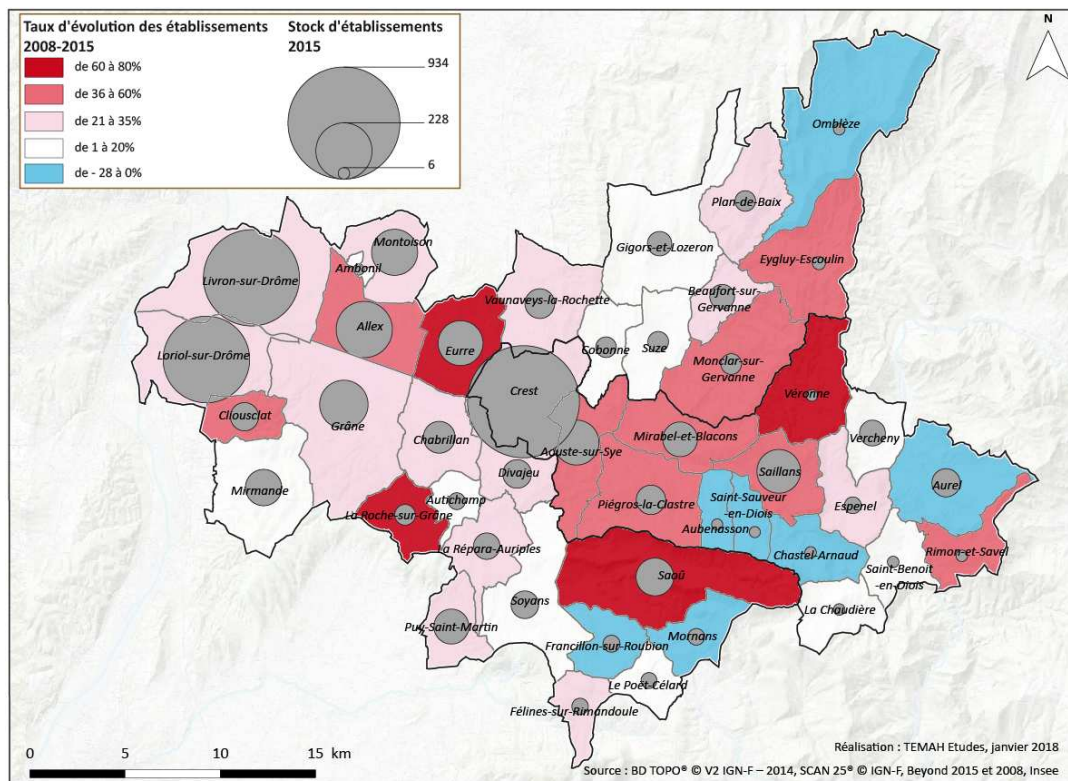 Taux d'évolution des établissements
2008-2015
de 60 à 80%
de 36 à 60%
de 21 à 35%
de 1 à 20%
de - 28 à 0%
Stock d'établissements
2015
934
228
6
N
Omblèze
Plan-de-Baix
Montoison
Gigors-et-Lozeron
Ambonil
Eygluy-Escoulin
Livron-sur-Drôme
Beaufort-sur-
Gervanne
Vaunaveys-la-Rochette
Allex
Eurre
Cobonne
Suze
Loriol-sur-Drôme
Monclar-sur-
Gervanne
Crest
Véronne
Cliousclat
Grâne
Chabrillan
Aouste-sur-Sye
Mirabel-et-Blacons
Vercheny
Divajeu
Saillans
Aurel
Mirmande
Autichamp
Piégros-la-Clastre
Saint-Sauveur
-en-Diois
Espenel
La Roche-sur-Grâne
Aubenasson
La Répara-Auriples
Chastel-Arnaud
Rimon-et-Savel
Saint-Benoit
-en-Diois
Saoû
Soyans
La Chaudière
Puy-Saint-Martin
Francillon-sur-Roubion
Mornans
Le Poët-Célard
Félines-sur-Rimandoule
0 5 10 15 km
Réalisation : TEMAH Etudes, janvier 2018
Source : BD TOPO® © V2 IGN-F – 2014, SCAN 25® © IGN-F, Beyond 2015 et 2008, Insee